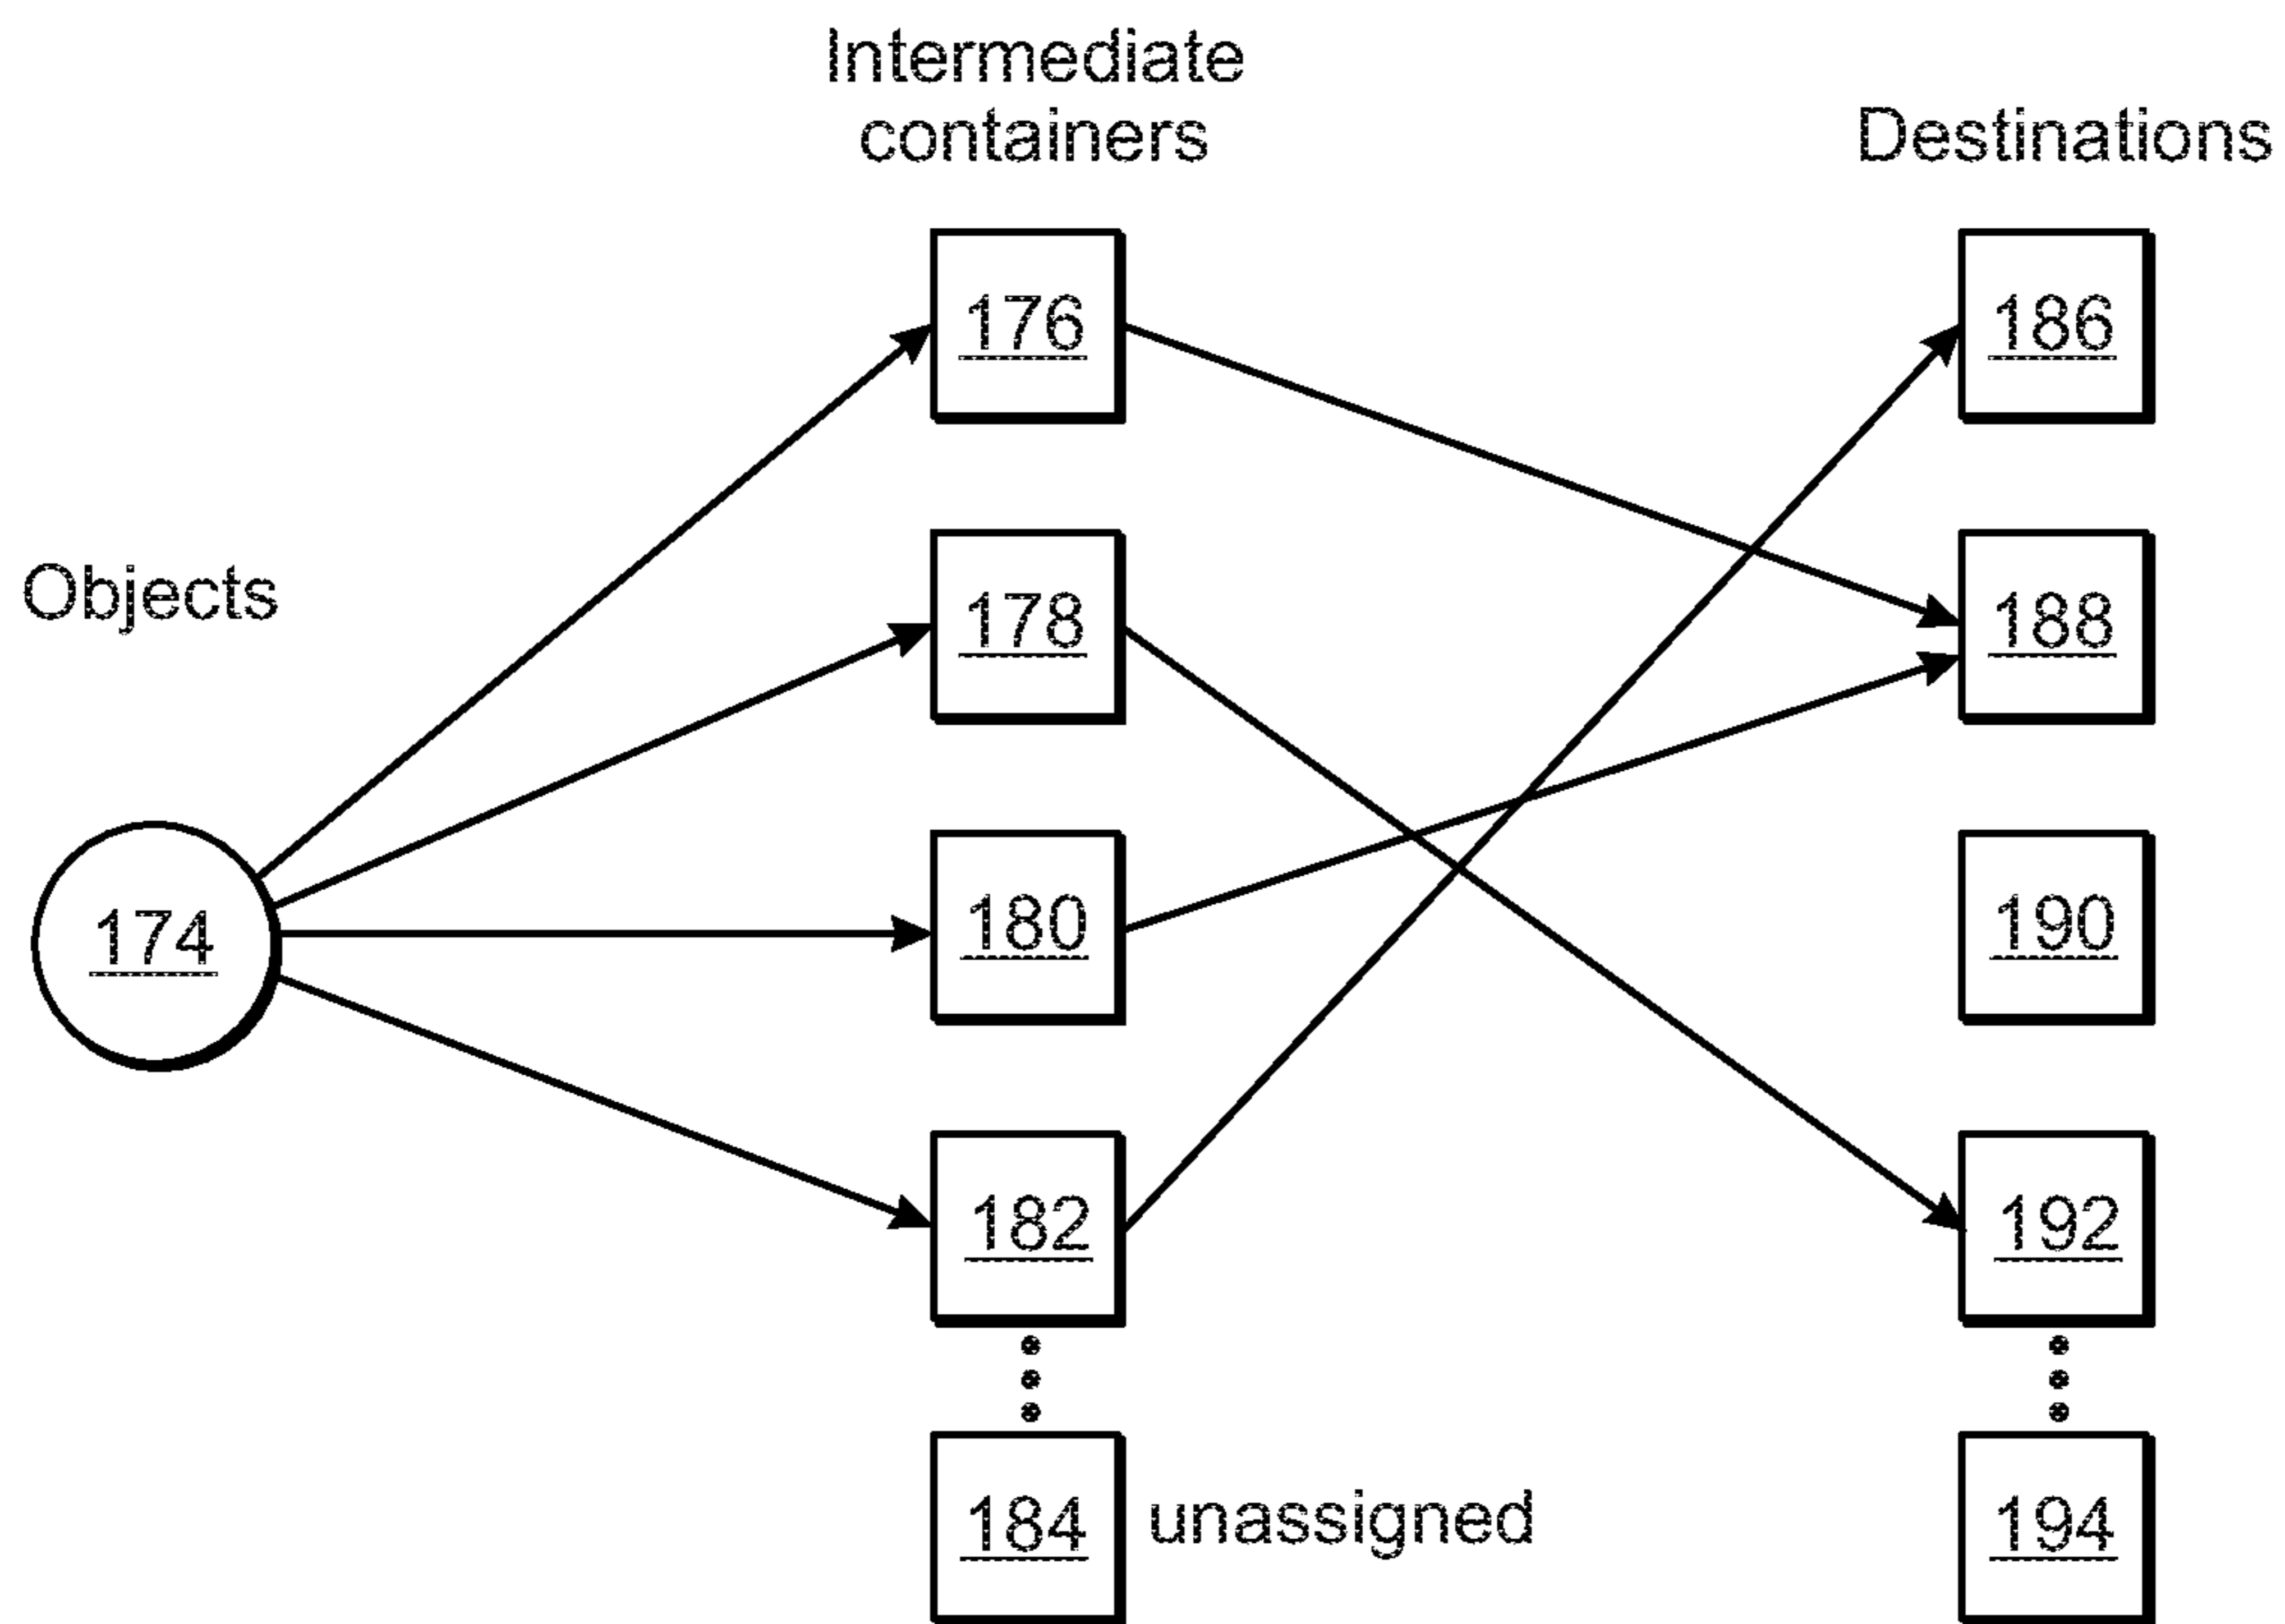 Intermediate
containers
Destinations
Objects
174
176
178
180
182
184 unassigned
186
188
190
192
194